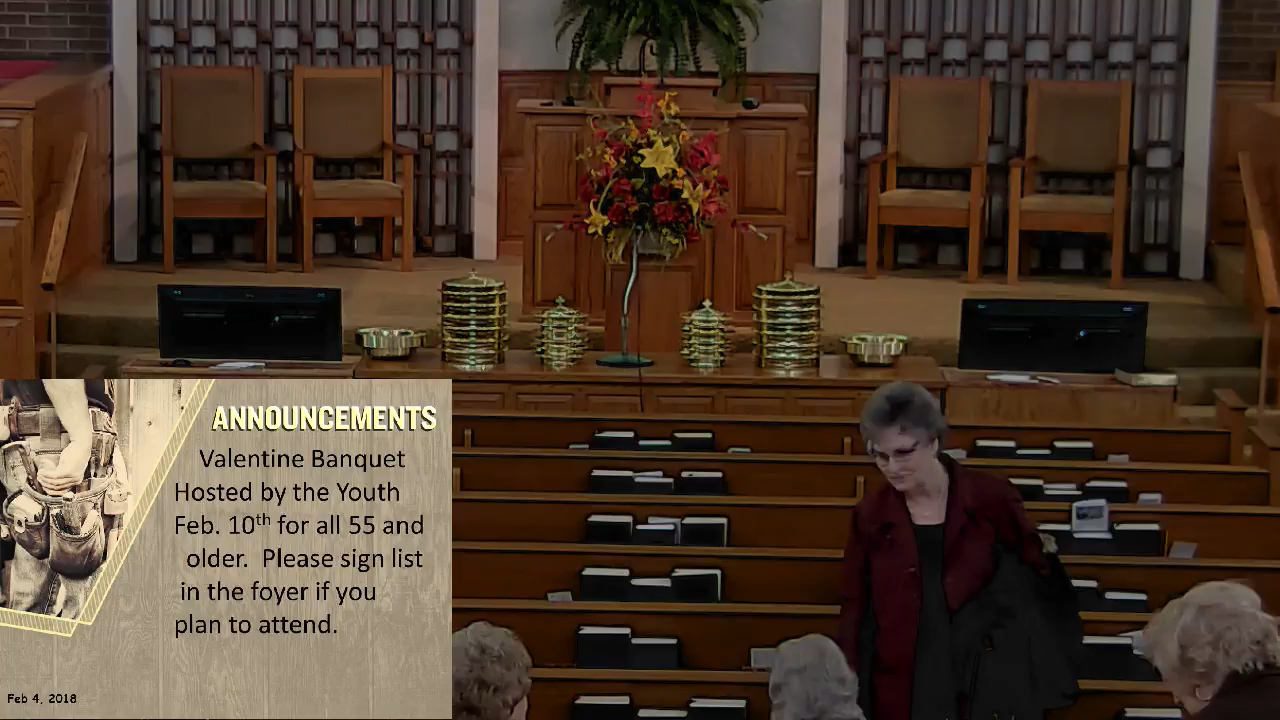 ANNOUNCEMENTS
Valentine Banquet
Hosted by the Youth
Feb. 10th for all 55 and
older. Please sign list
in the foyer if you
plan to attend.
Feb 4, 2018